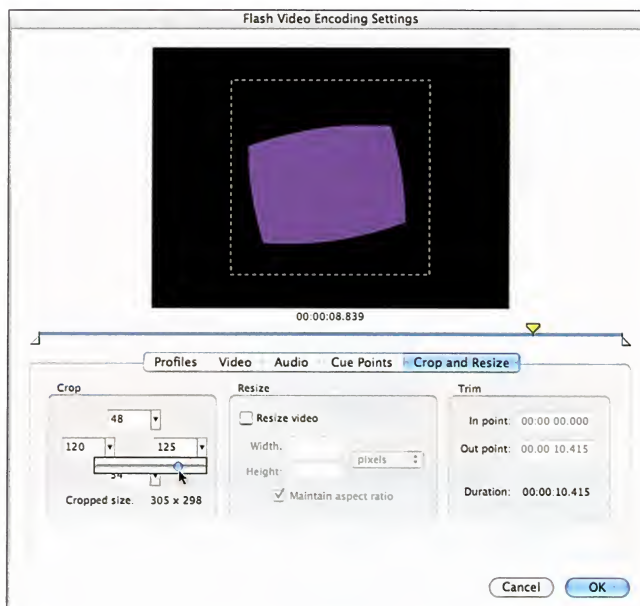 Flash Video Encoding Settings
00:00:08.839
Profiles Video Audio Cue Points Crop and Resize
Crop
48
120 125
Cropped size. 305 x 298
Resize
Resize video
Width.
Height:
pixels
Maintain aspect ratio
Trim
In point: 00:00 00.000
Out point: 00.00 10.415
Duration: 00.00:10.415
Cancel OK